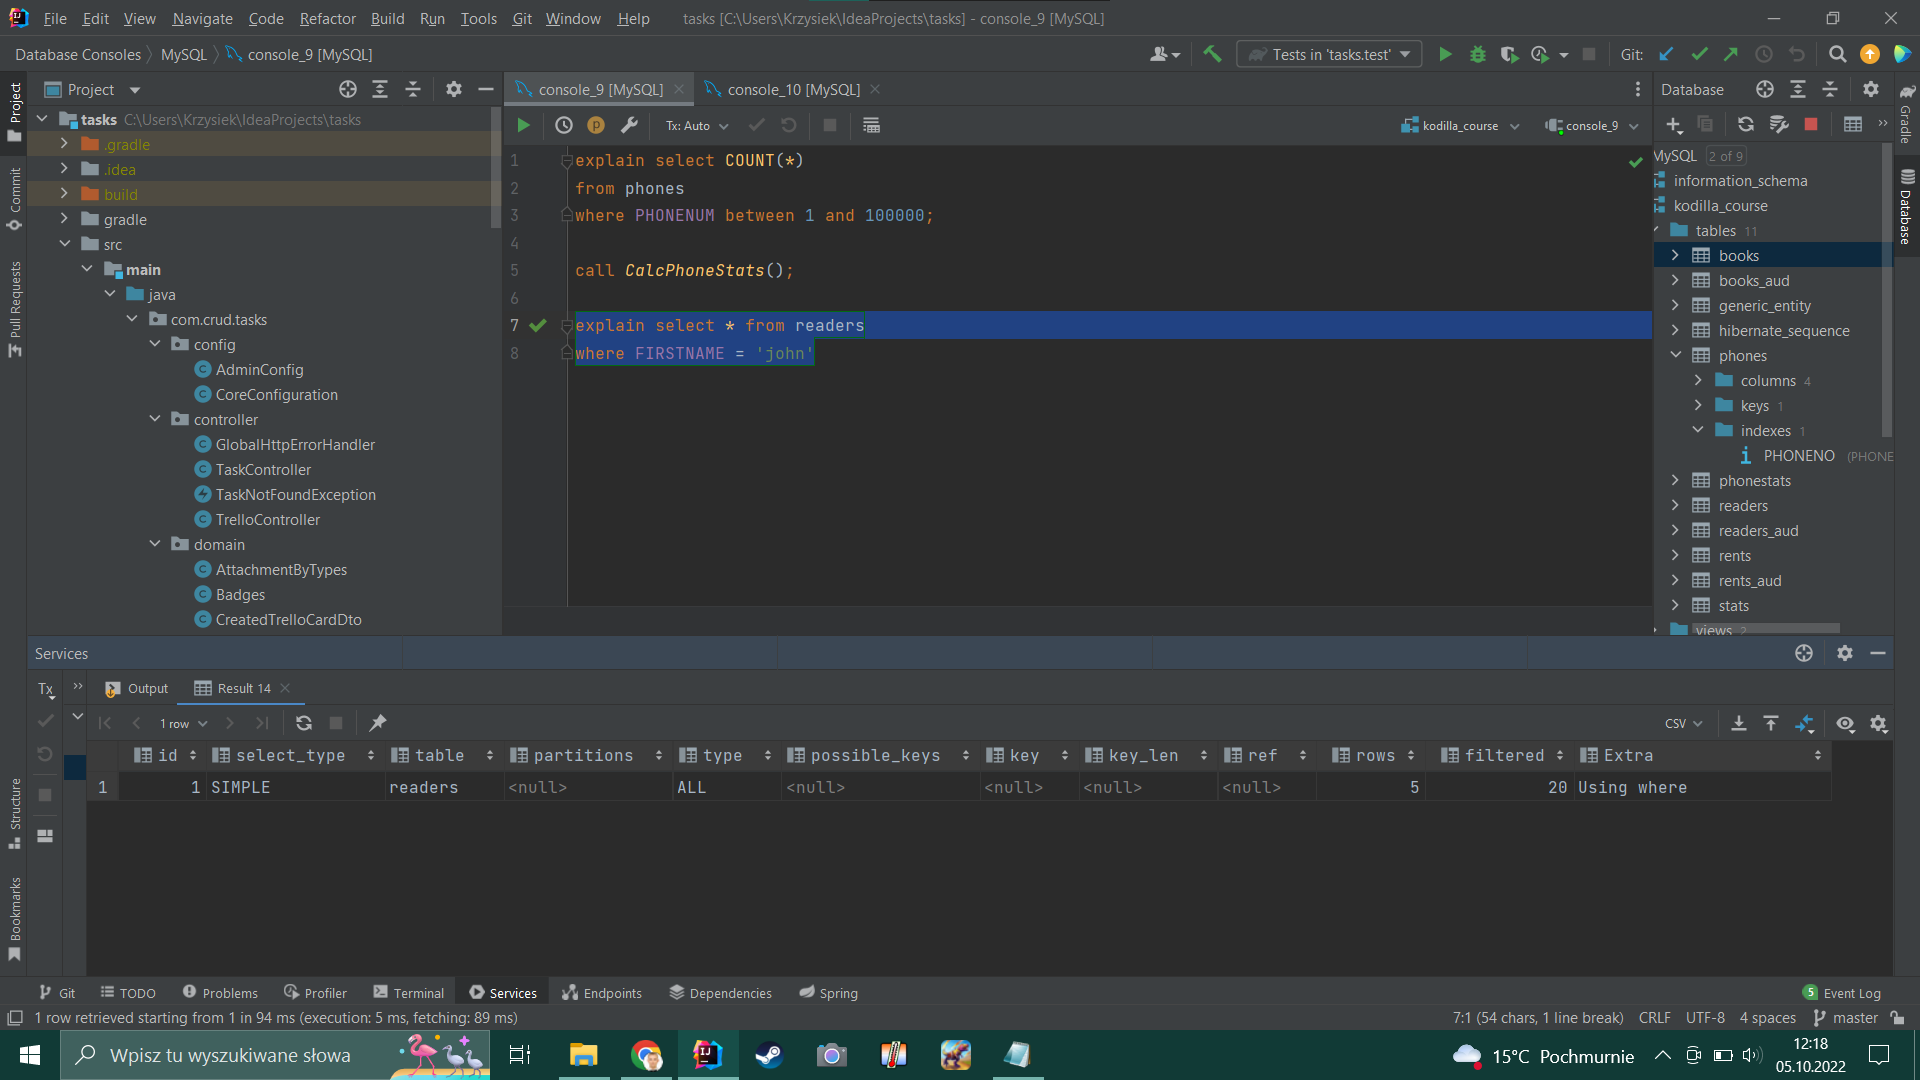 File Edit View Navigate Code Refactor Build Run Tools Git Window Help tasks [C:\Users\Krzysiek\IdeaProjects\tasks] - console_9 [MySQL]
Database Consoles MySQL console_9 [MySQL] Tests in 'tasks.test' Git:
Project
console_9 [MySQL] console_10 [MySQL]
Database
Tx: Auto kodilla_course console_9
Project
Commit
Pull Requests
Structure
Bookmarks
tasks C:\Users\Krzysiek\IdeaProjects\tasks
.gradle
.idea
build
gradle
src
main
java
com.crud.tasks
config
AdminConfig
CoreConfiguration
controller
GlobalHttpErrorHandler
TaskController
TaskNotFoundException
TrelloController
domain
AttachmentByTypes
Badges
CreatedTrelloCardDto
1 explain select COUNT(*)
2 from phones
3 where PHONENUM between 1 and 100000;
4
5 call CalcPhoneStats();
6
7 explain select * from readers
8 where FIRSTNAME = 'john'
MySQL 2 of 9
information_schema
kodilla_course
tables 11
books
books_aud
generic_entity
hibernate_sequence
phones
columns 4
keys 1
indexes 1
PHONENO (PHONE
phonestats
readers
readers_aud
rents
rents_aud
stats
views 2
Gradle
Database
Services
Tx Output Result 14
1 row CSV
id select_type table partitions type possible_keys key key_len ref rows filtered Extra
1 1 SIMPLE readers <null> ALL <null> <null> <null> <null> 5 20 Using where
Git TODO Problems Profiler Terminal Services Endpoints Dependencies Spring 5 Event Log
1 row retrieved starting from 1 in 94 ms (execution: 5 ms, fetching: 89 ms) 7:1 (54 chars, 1 line break) CRLF UTF-8 4 spaces master
Wpisz tu wyszukiwane słowa 15°C Pochmurnie 12:18
05.10.2022